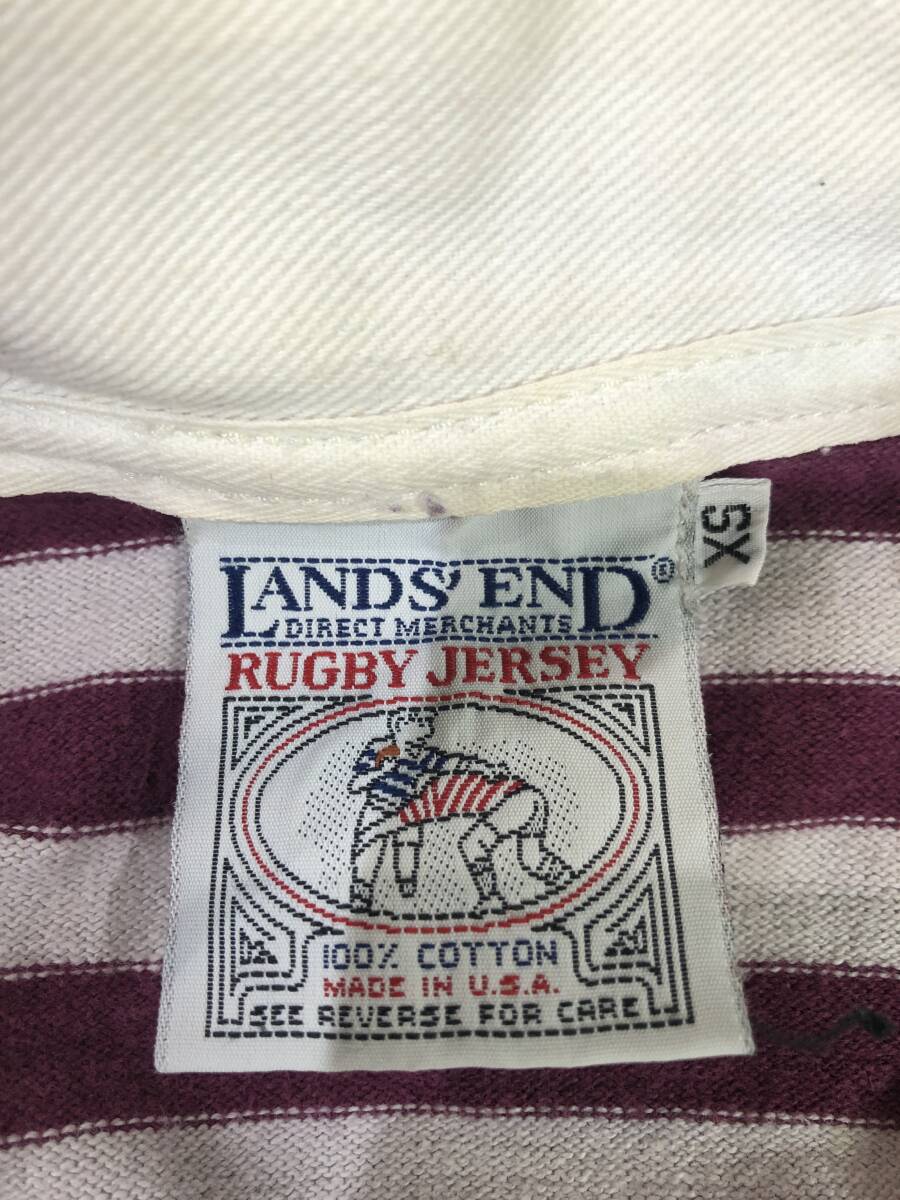 LANDS' END®
DIRECT MERCHANTS
RUGBY JERSEY
100% COTTON
MADE IN U.S.A.
SEE REVERSE FOR CARE
XS